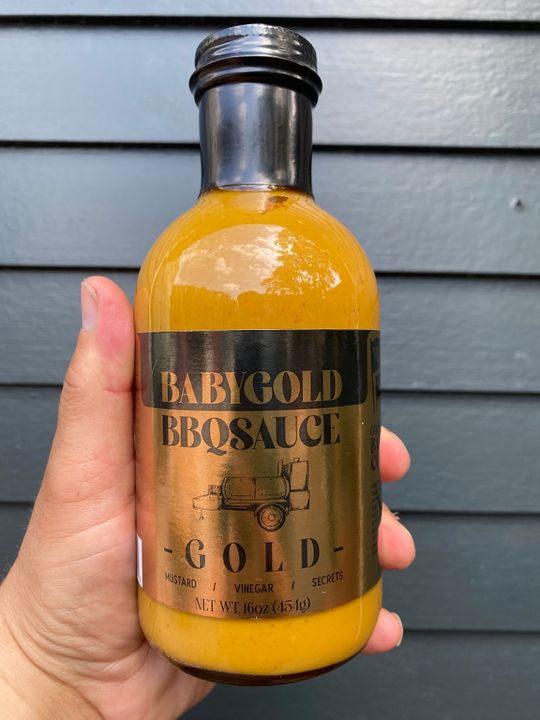 BABYGOLD
BBQSAUCE
-GOLD-
MUSTARD / VINEGAR / SECRETS
NET WT. 16oz (454g)